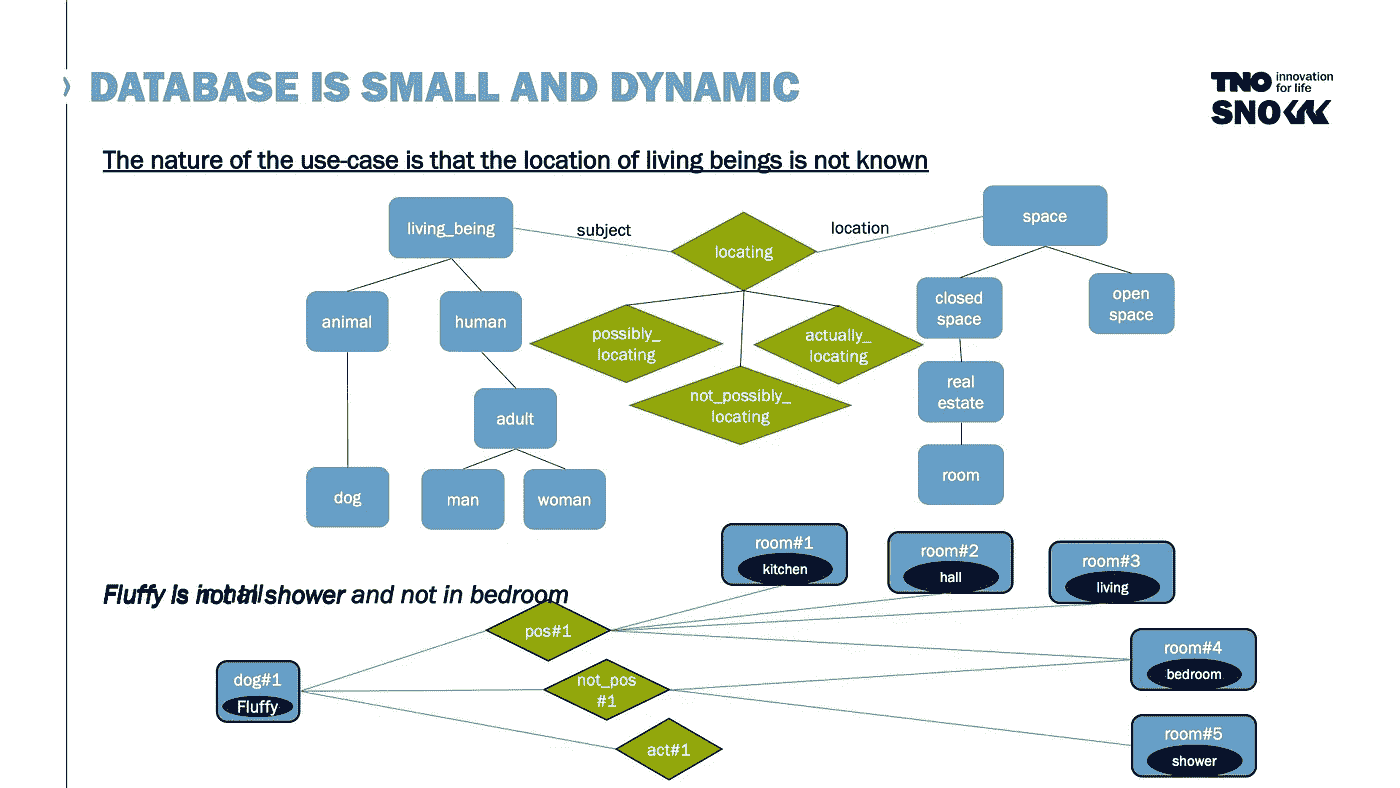 DATABASE IS SMALL AND DYNAMIC
TNO innovation
for life
SNOW
The nature of the use-case is that the location of living beings is not known
living_being
subject
locating
location
space
animal
human
possibly_
locating
actually_
locating
closed
space
open
space
not_possibly_
locating
real
estate
adult
dog
man
woman
room
room#1
kitchen
room#2
hall
room#3
living
Fluffy is not in shower and not in bedroom
pos#1
room#4
bedroom
dog#1
Fluffy
not_pos
#1
act#1
room#5
shower